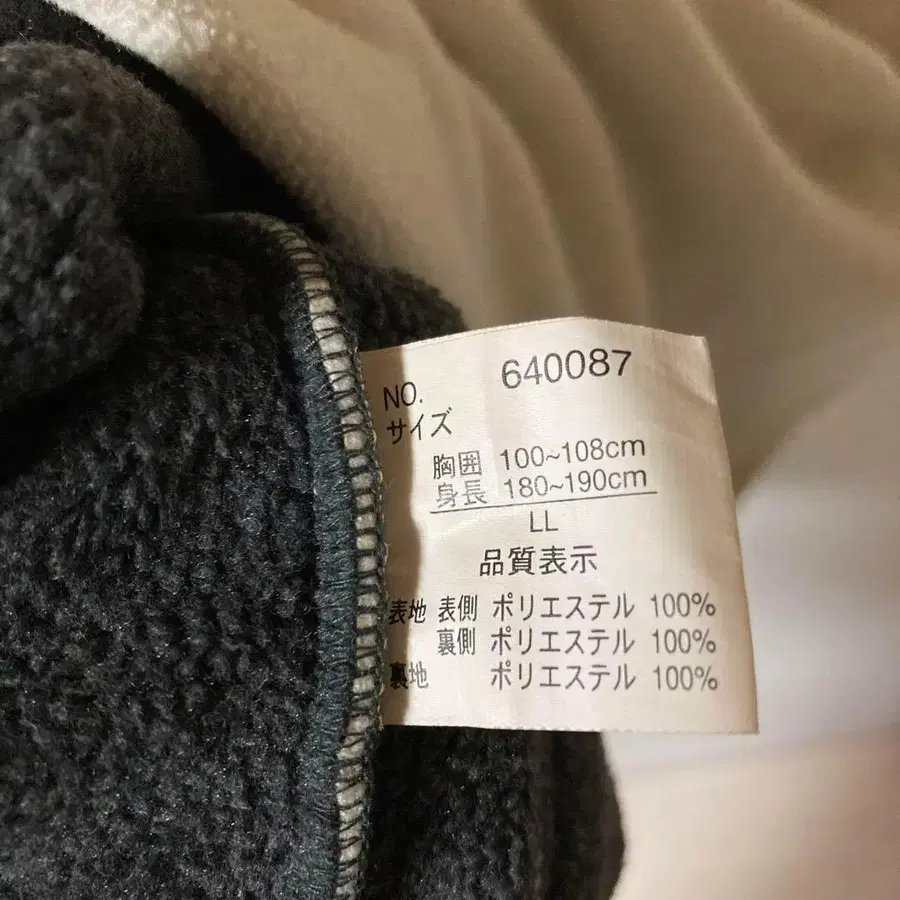 NO. 640087
サイズ
胸囲 100~108cm
身長 180~190cm
LL
品質表示
表地 表側 ポリエステル 100%
裏側 ポリエステル 100%
裏地 ポリエステル 100%